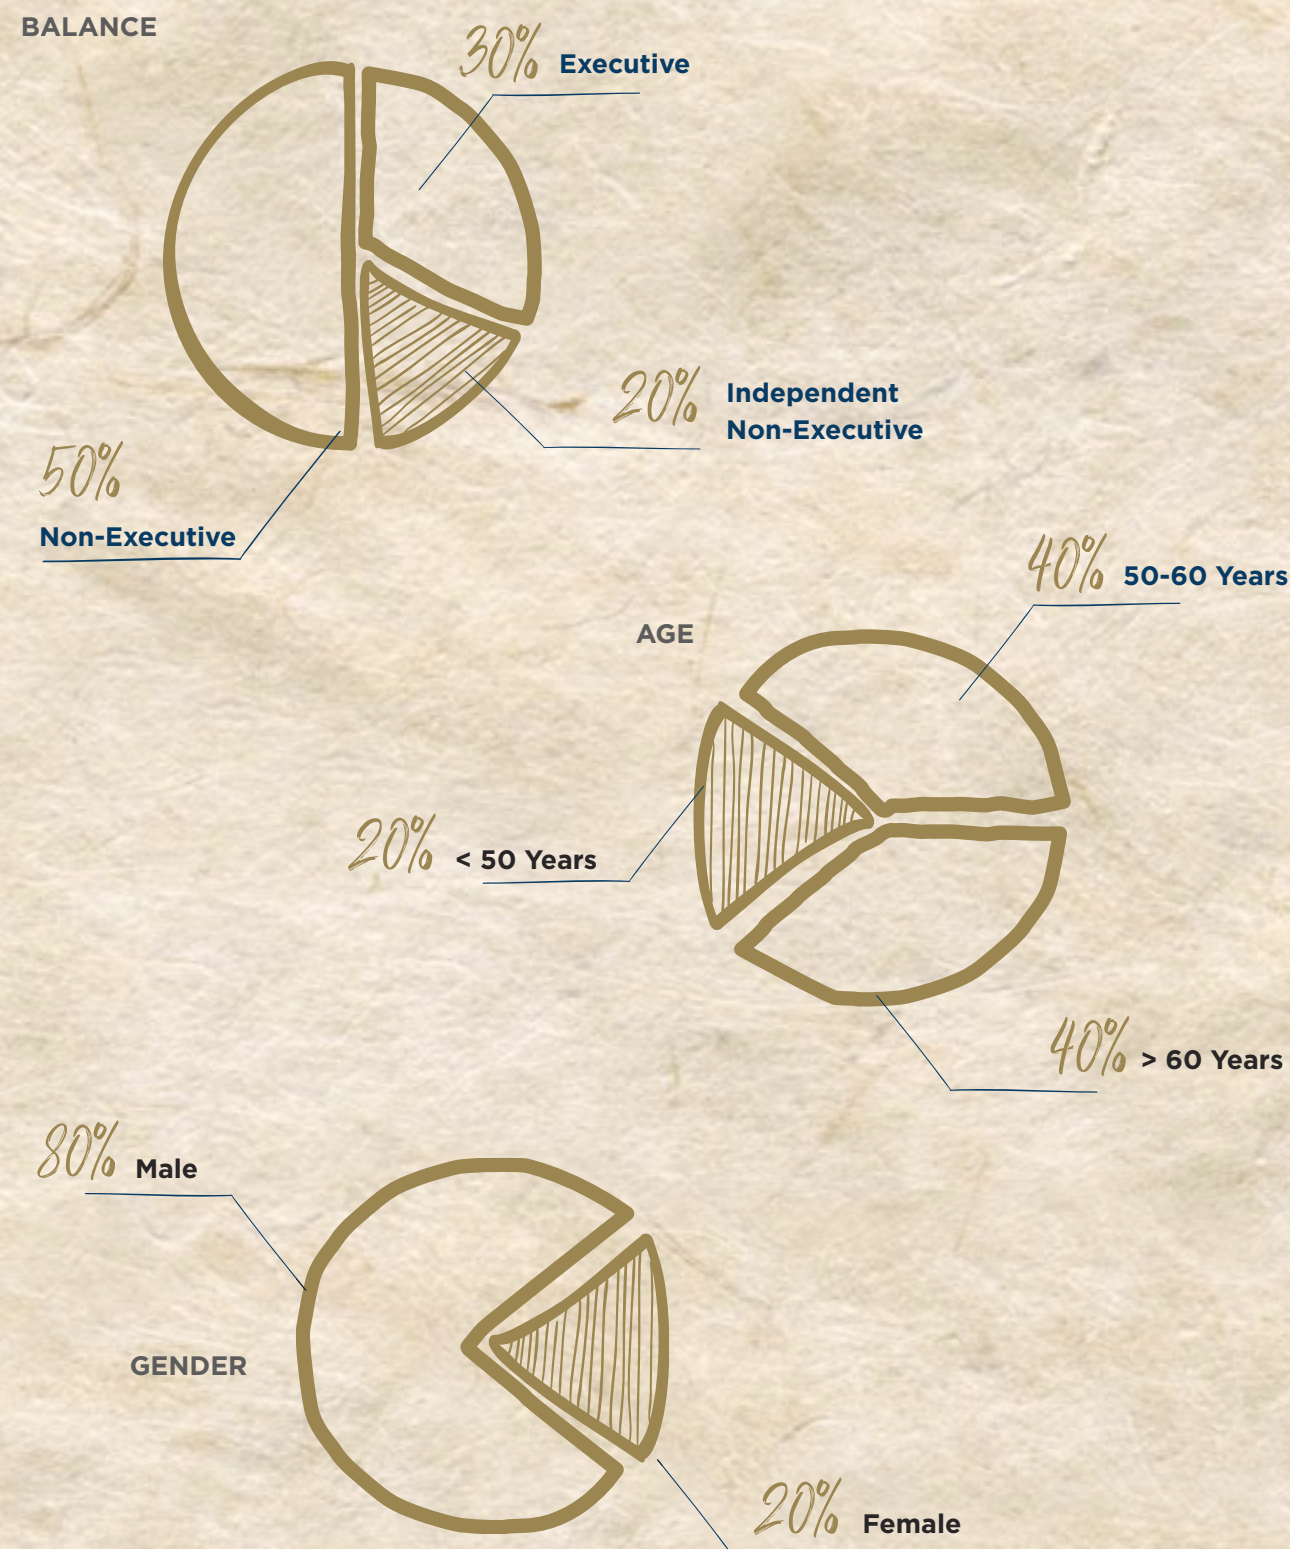 BALANCE
30% Executive
20% Independent
Non-Executive
50%
Non-Executive
40% 50-60 Years
AGE
20% < 50 Years
40% > 60 Years
80% Male
GENDER
20% Female